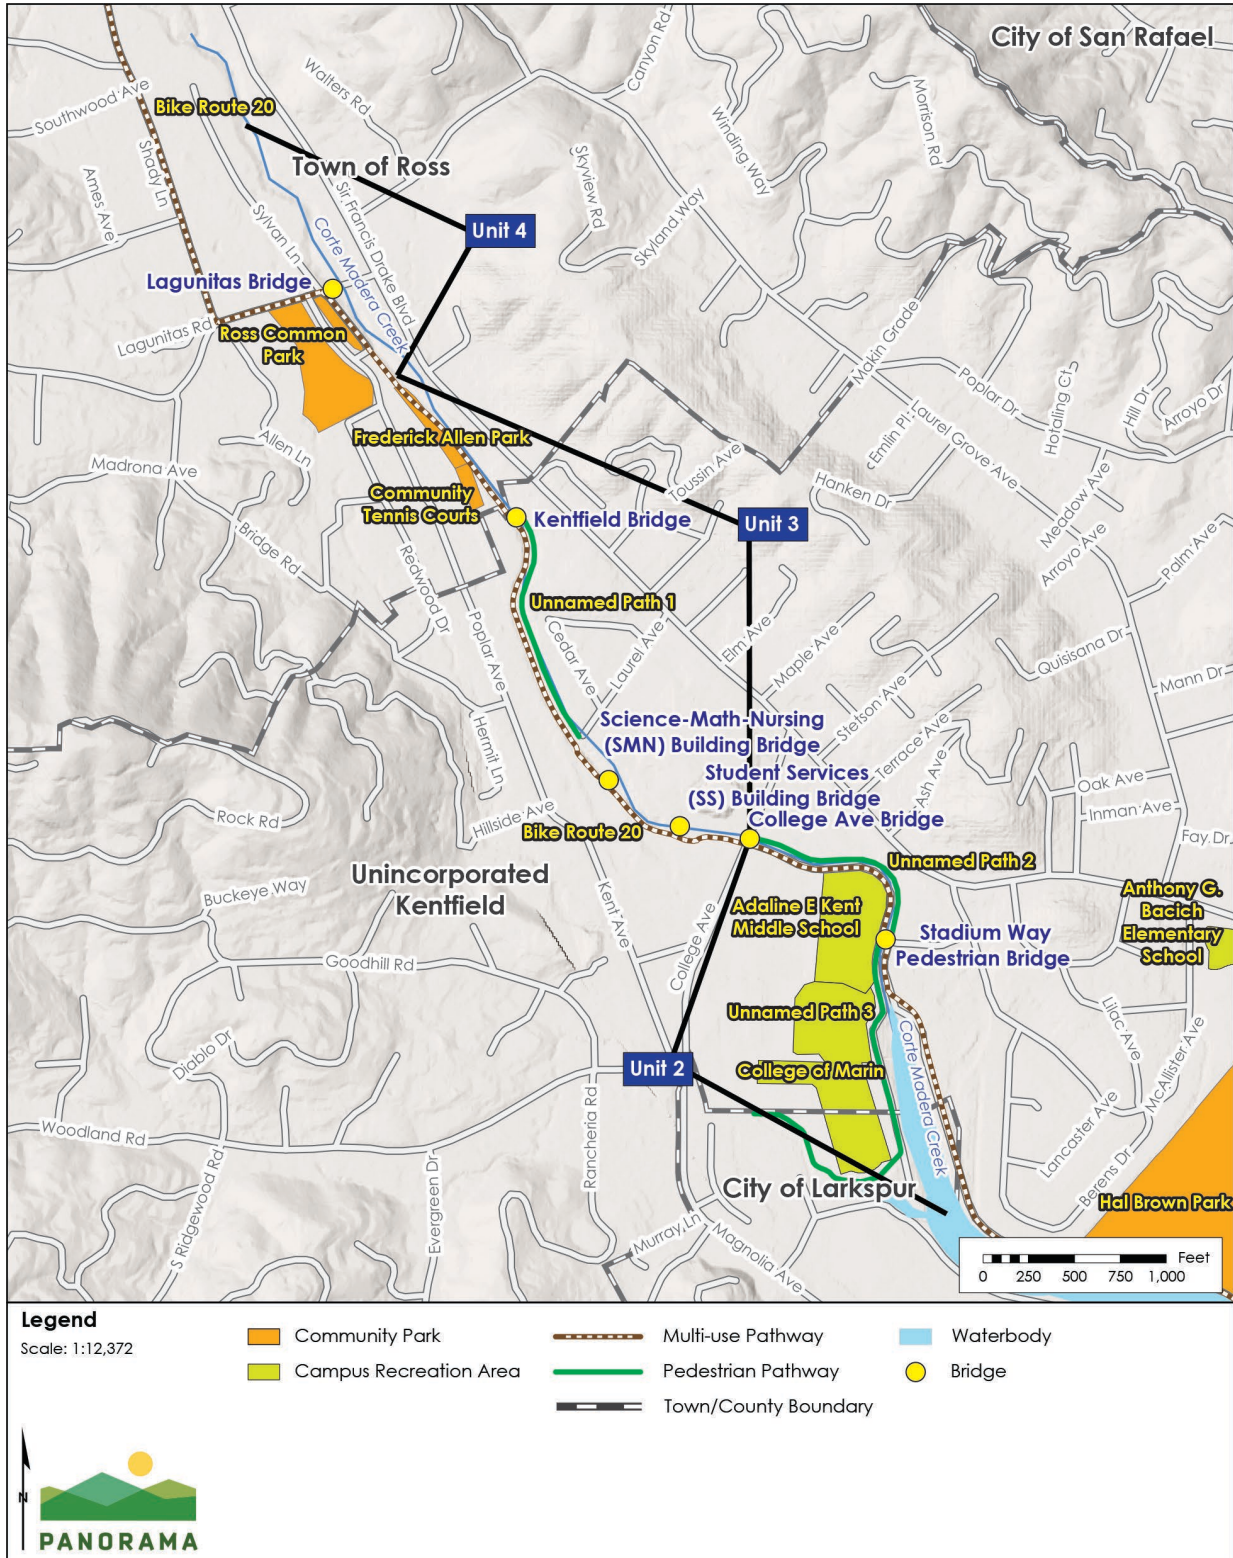 City of San Rafael
Canyon Rd
Walters Rd
Southwood Ave
Bike Route 20
Morrison Rd
Winding Way
Shady Ln
Town of Ross
Skyview Rd
Ames Ave
Sir Francis Drake Blvd
Skyland Way
Sylvan Ln
Unit 4
Corte Madera Creek
Lagunitas Bridge
Lagunitas Rd
Ross Common
Park
Makin Grade
Poplar Dr
Hotaling Ct
Hill Dr
Arroyo Dr
Emlin Pl
Laurel Grove Ave
Allen Ln
Frederick Allen Park
Toussin Ave
Madrona Ave
Hanken Dr
Meadow Ave
Community
Tennis Courts
Kentfield Bridge
Unit 3
Bridge Rd
Arroyo Ave
Palm Ave
Redwood Dr
Unnamed Path 1
Poplar Ave
Cedar Ave
Laurel Ave
Elm Ave
Maple Ave
Quisisana Dr
Mann Dr
Stetson Ave
Hermit Ln
Science-Math-Nursing
(SMN) Building Bridge
Terrace Ave
Student Services
(SS) Building Bridge
Ash Ave
Oak Ave
Inman Ave
Rock Rd
Hillside Ave
Bike Route 20
College Ave Bridge
Fay Dr
Unincorporated
Kentfield
Unnamed Path 2
Buckeye Way
Kent Ave
College Ave
Adaline E Kent
Middle School
Anthony G.
Bacich
Elementary
School
Stadium Way
Pedestrian Bridge
Goodhill Rd
Unnamed Path 3
Lilac Ave
Diablo Dr
Corte Madera Creek
McAllister Ave
Unit 2
College of Marin
Woodland Rd
Rancheria Rd
Lancaster Ave
Berens Dr
S Ridgewood Rd
Evergreen Dr
City of Larkspur
Hal Brown Park
Murray Ln
Magnolia Ave
Feet
0 250 500 750 1,000
Legend
Scale: 1:12,372
Community Park
Multi-use Pathway
Waterbody
Campus Recreation Area
Pedestrian Pathway
Bridge
Town/County Boundary
N
PANORAMA